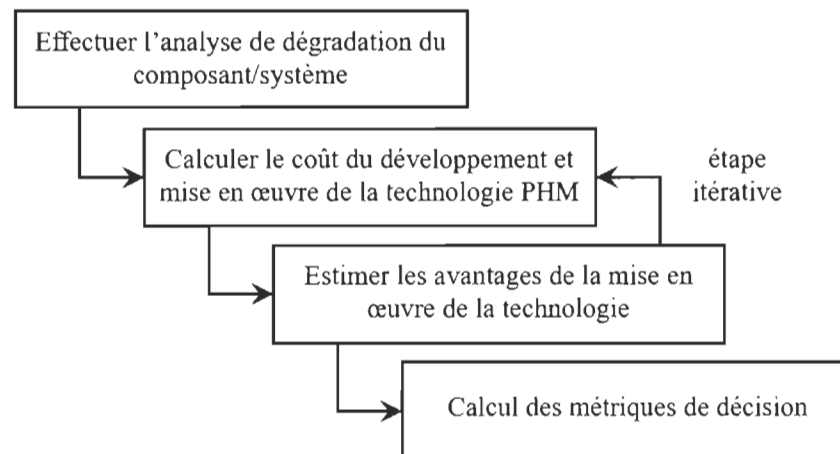 Effectuer l'analyse de dégradation du
composant/système
Calculer le coût du développement et
mise en œuvre de la technologie PHM
étape
itérative
Estimer les avantages de la mise en
œuvre de la technologie
Calcul des métriques de décision